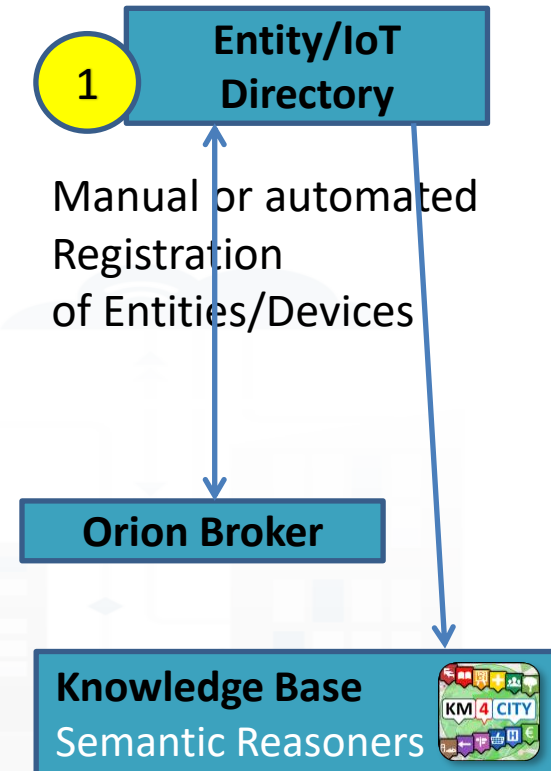 Entity/IoT
Directory
1
Manual or automated
Registration
of Entities/Devices
Orion Broker
Knowledge Base
Semantic Reasoners
KM 4 CITY